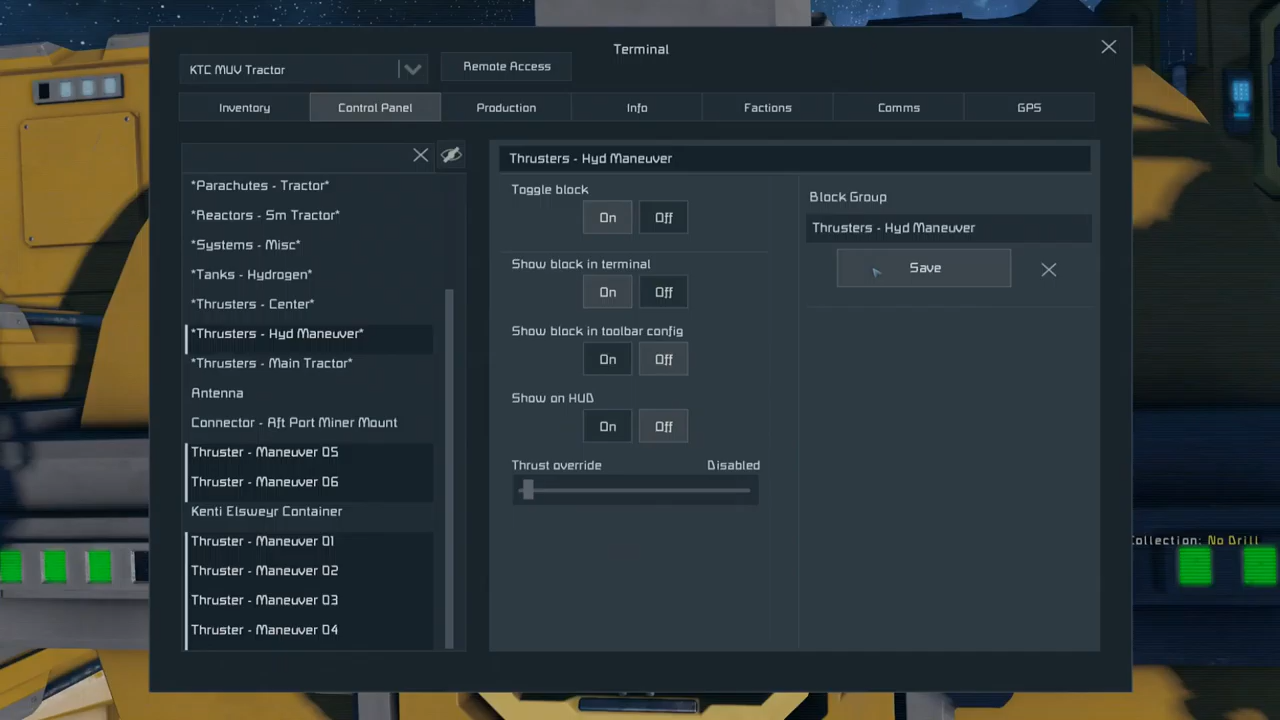 Terminal
KTC MUV Tractor
Remote Access
Inventory
Control Panel
Production
Info
Factions
Comms
GPS
*Parachutes - Tractor*
*Reactors - Sm Tractor*
*Systems - Misc*
*Tanks - Hydrogen*
*Thrusters - Center*
*Thrusters - Hyd Maneuver*
*Thrusters - Main Tractor*
Antenna
Connector - Aft Port Miner Mount
Thruster - Maneuver 05
Thruster - Maneuver 06
Kenti Elsweyr Container
Thruster - Maneuver 01
Thruster - Maneuver 02
Thruster - Maneuver 03
Thruster - Maneuver 04
Thrusters - Hyd Maneuver
Toggle block
On Off
Show block in terminal
On Off
Show block in toolbar config
On Off
Show on HUD
On Off
Thrust override Disabled
Block Group
Thrusters - Hyd Maneuver
Save
Collection: No Drill